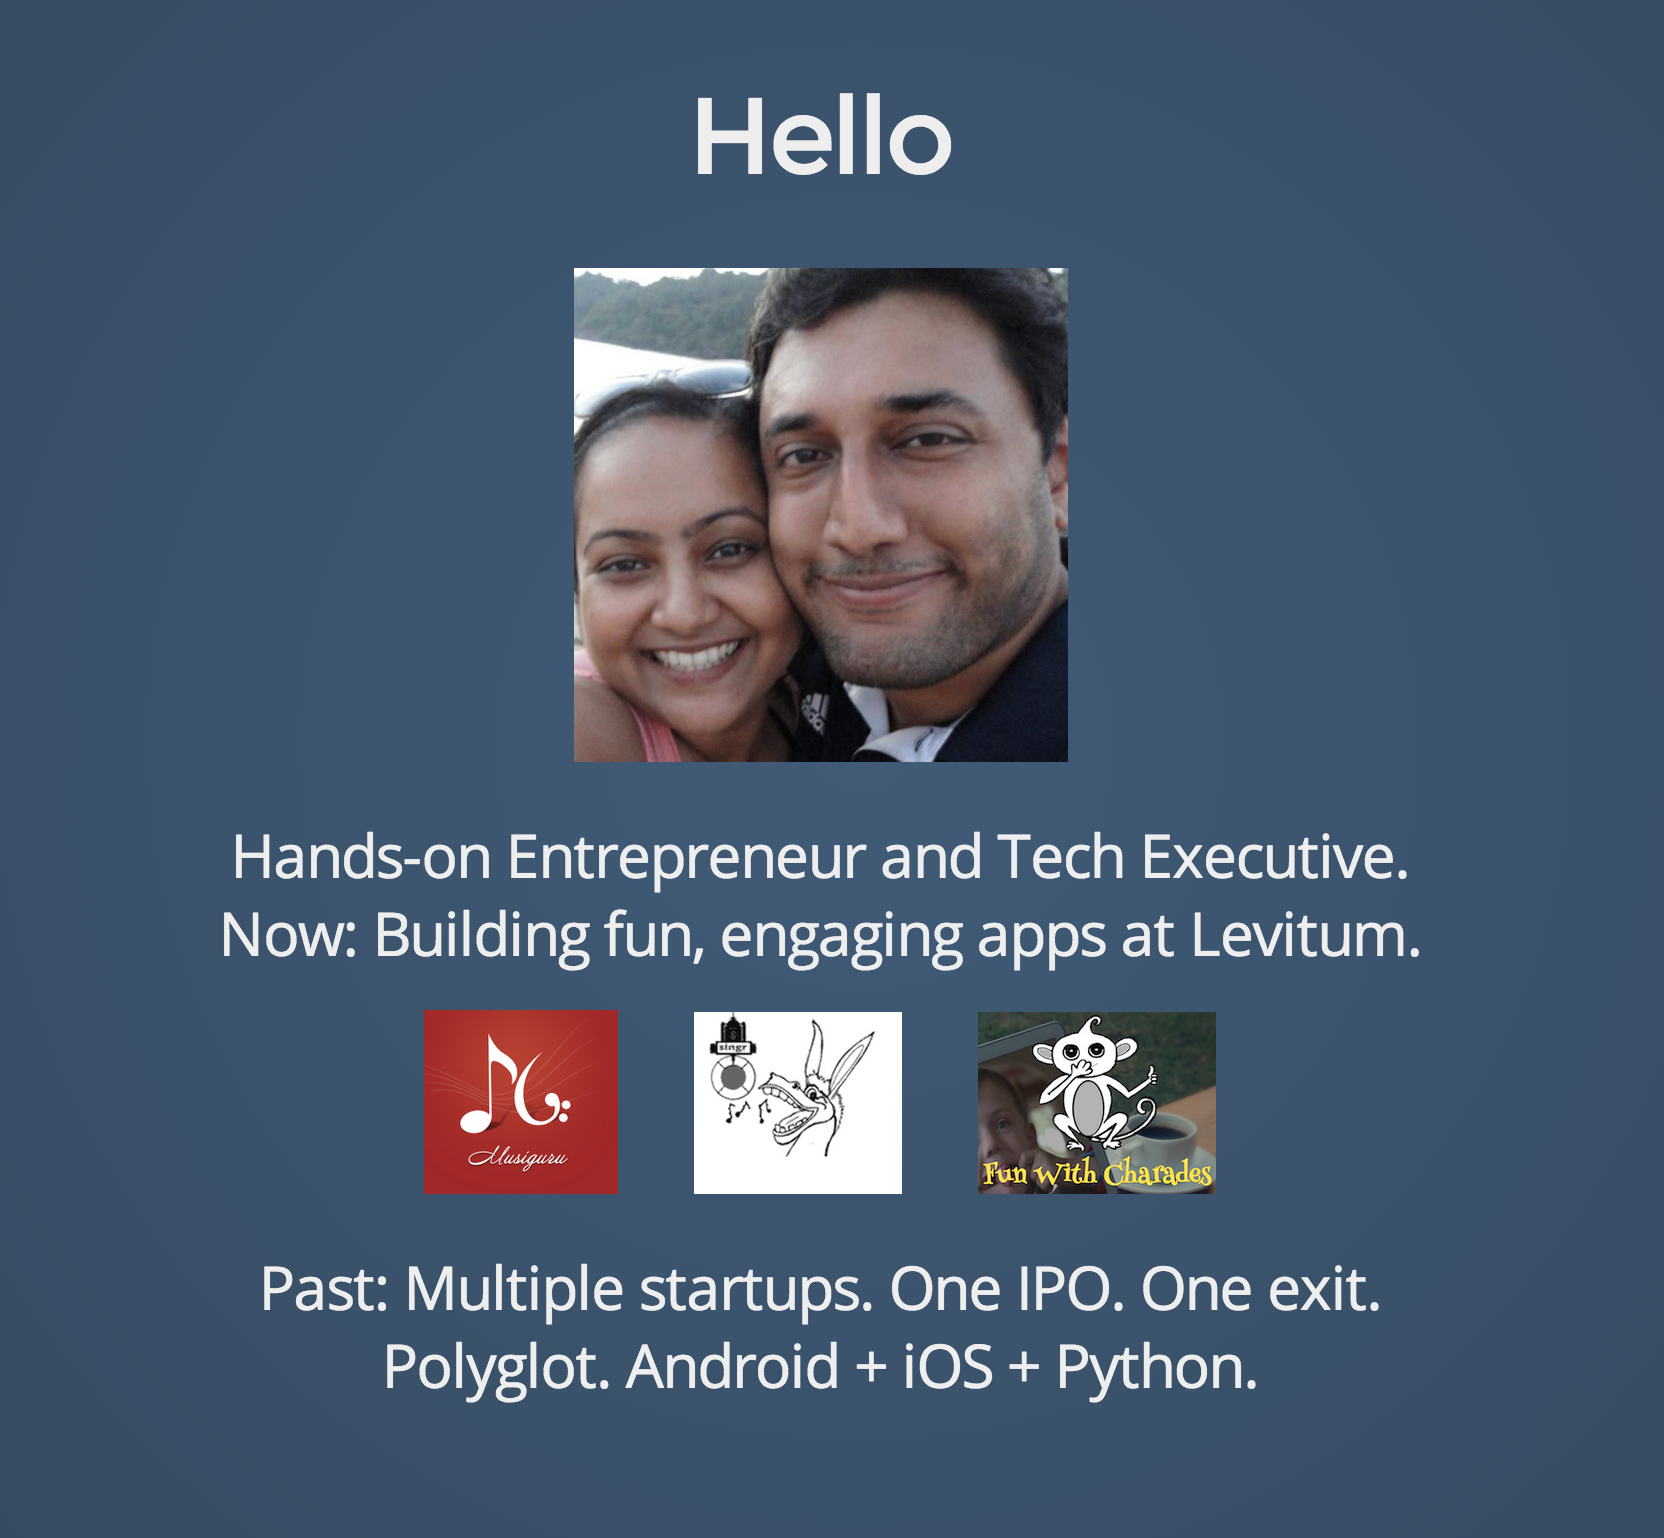 Hello
adidas
Hands-on Entrepreneur and Tech Executive.
Now: Building fun, engaging apps at Levitum.
Musiguru
singr
Fun With Charades
Past: Multiple startups. One IPO. One exit.
Polyglot. Android + iOS + Python.